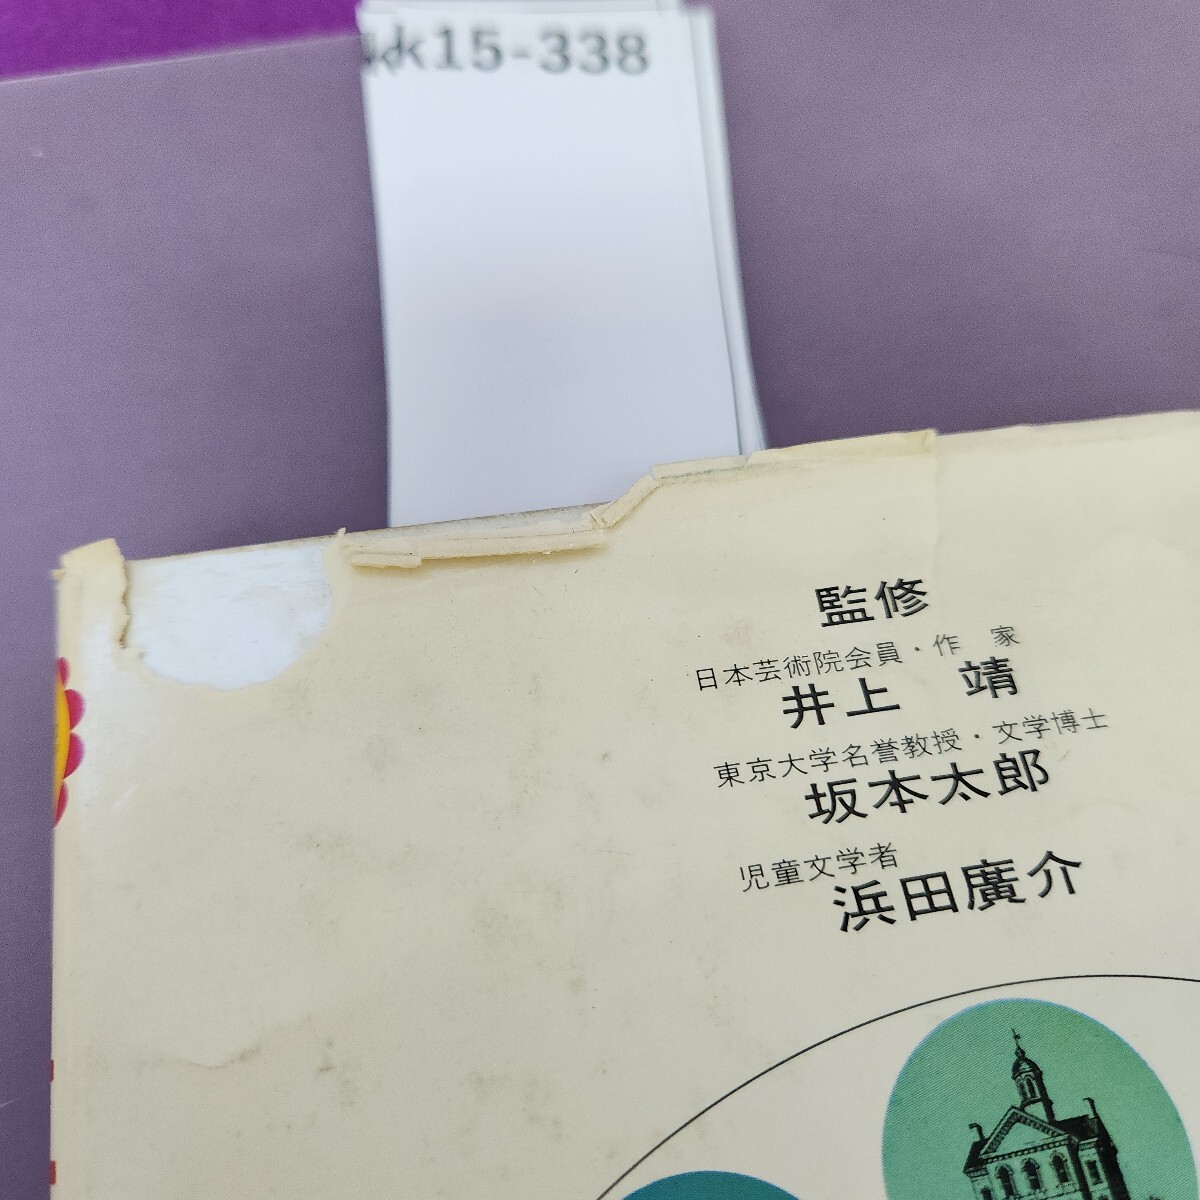 k15-338
監修
日本芸術院会員・作　家
井上　靖
東京大学名誉教授・文学博士
坂本太郎
児童文学者
浜田廣介